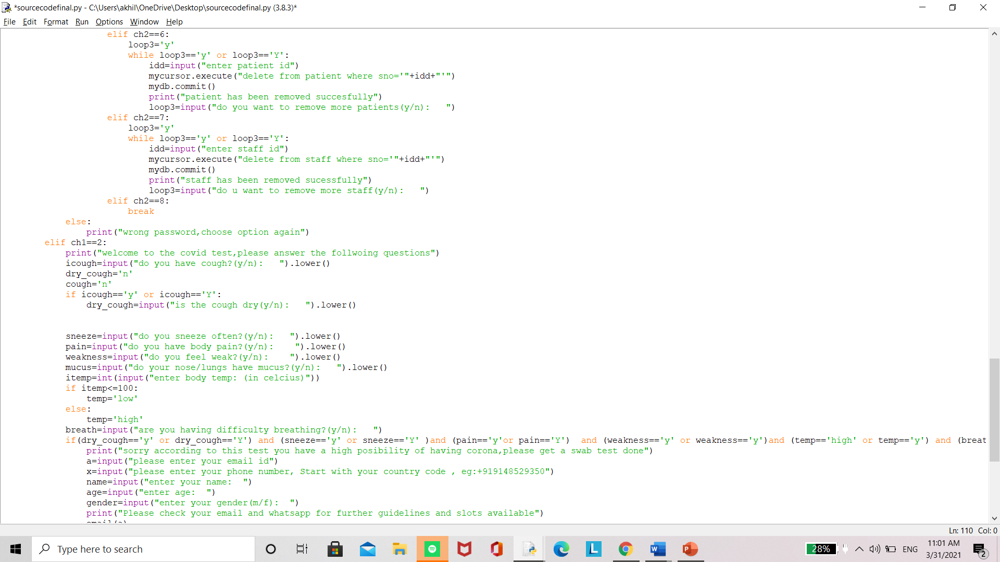 *sourcecodefinal.py - C:\Users\akhil\OneDrive\Desktop\sourcecodefinal.py (3.8.3)*
File Edit Format Run Options Window Help
elif ch2==6:
loop3='y'
while loop3=='y' or loop3=='Y':
idd=input("enter patient id")
mycursor.execute("delete from patient where sno='"+idd+"'")
mydb.commit()
print("patient has been removed succesfully")
loop3=input("do you want to remove more patients(y/n):   ")
elif ch2==7:
loop3='y'
while loop3=='y' or loop3=='Y':
idd=input("enter staff id")
mycursor.execute("delete from staff where sno='"+idd+"'")
mydb.commit()
print("staff has been removed sucessfully")
loop3=input("do u want to remove more staff(y/n):   ")
elif ch2==8:
break
else:
print("wrong password,choose option again")
elif ch1==2:
print("welcome to the covid test,please answer the follwoing questions")
icough=input("do you have cough?(y/n):   ").lower()
dry_cough='n'
cough='n'
if icough=='y' or icough=='Y':
dry_cough=input("is the cough dry(y/n):   ").lower()
sneeze=input("do you sneeze often?(y/n):   ").lower()
pain=input("do you have body pain?(y/n):    ").lower()
weakness=input("do you feel weak?(y/n):    ").lower()
mucus=input("do your nose/lungs have mucus?(y/n):   ").lower()
itemp=int(input("enter body temp: (in celcius)"))
if itemp<=100:
temp='low'
else:
temp='high'
breath=input("are you having difficulty breathing?(y/n):   ")
if(dry_cough=='y' or dry_cough=='Y') and (sneeze=='y' or sneeze=='Y' )and (pain=='y'or pain=='Y')  and (weakness=='y' or weakness=='y')and (temp=='high' or temp=='y') and (breat
print("sorry according to this test you have a high posibility of having corona,please get a swab test done")
a=input("please enter your email id")
x=input("please enter your phone number, Start with your country code , eg:+919148529350")
name=input("enter your name:  ")
age=input("enter age:  ")
gender=input("enter your gender(m/f):  ")
print("Please check your email and whatsapp for further guidelines and slots available")
email(a)
Ln: 110 Col: 0
Type here to search
28%
ENG
11:01 AM
3/31/2021
2